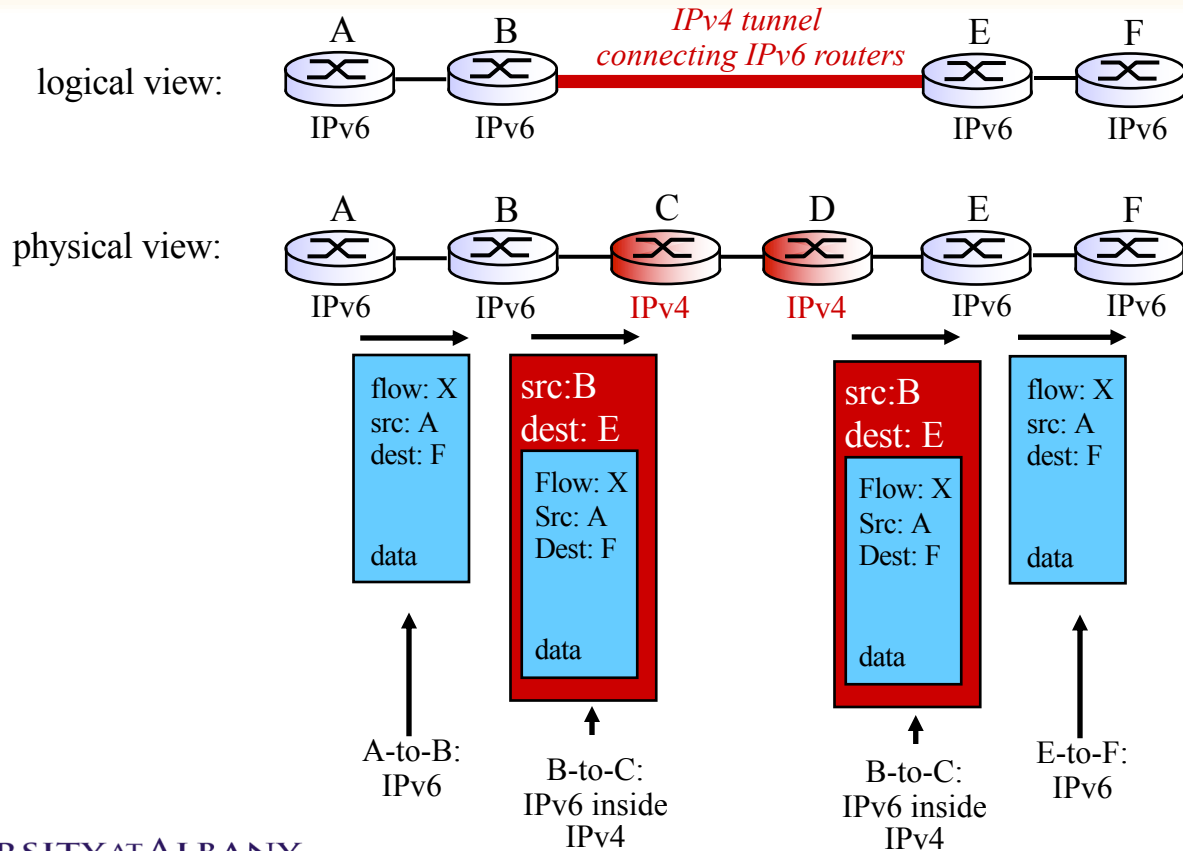 IPv4 tunnel
connecting IPv6 routers
logical view:
A
B
E
F
IPv6
IPv6
IPv6
IPv6
physical view:
A
B
C
D
E
F
IPv6
IPv6
IPv4
IPv4
IPv6
IPv6
flow: X
src: A
dest: F
data
src:B
dest: E
Flow: X
Src: A
Dest: F
data
src:B
dest: E
Flow: X
Src: A
Dest: F
data
flow: X
src: A
dest: F
data
A-to-B:
IPv6
B-to-C:
IPv6 inside
IPv4
B-to-C:
IPv6 inside
IPv4
E-to-F:
IPv6
AT ALBANY